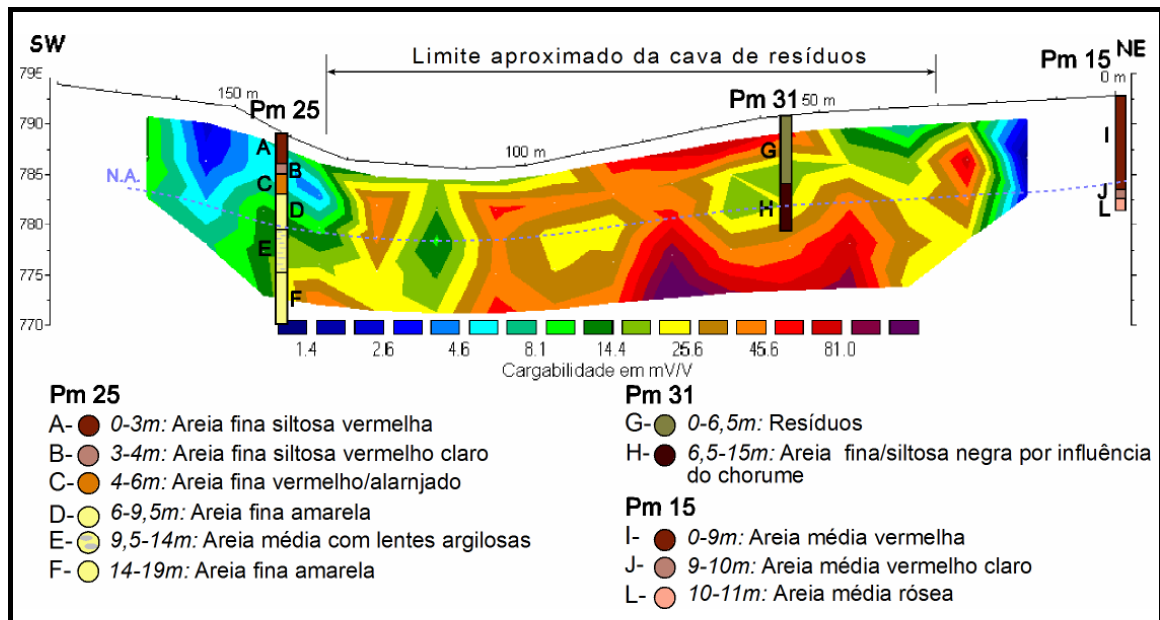 SW
Limite aproximado da cava de resíduos
Pm 15 NE
795
0 m
150 m
Pm 25
Pm 31
50 m
790
785
780
775
770
100 m
N.A.
A
B
C
D
E
F
G
H
I
J
L
1.4 2.6 4.6 8.1 14.4 25.6 45.6 81.0
Cargabilidade em mV/V
Pm 25
A- 0-3m: Areia fina siltosa vermelha
B- 3-4m: Areia fina siltosa vermelho claro
C- 4-6m: Areia fina vermelho/alarnjado
D- 6-9,5m: Areia fina amarela
E- 9,5-14m: Areia média com lentes argilosas
F- 14-19m: Areia fina amarela
Pm 31
G- 0-6,5m: Resíduos
H- 6,5-15m: Areia fina/siltosa negra por influência
do chorume
Pm 15
I- 0-9m: Areia média vermelha
J- 9-10m: Areia média vermelho claro
L- 10-11m: Areia média rósea